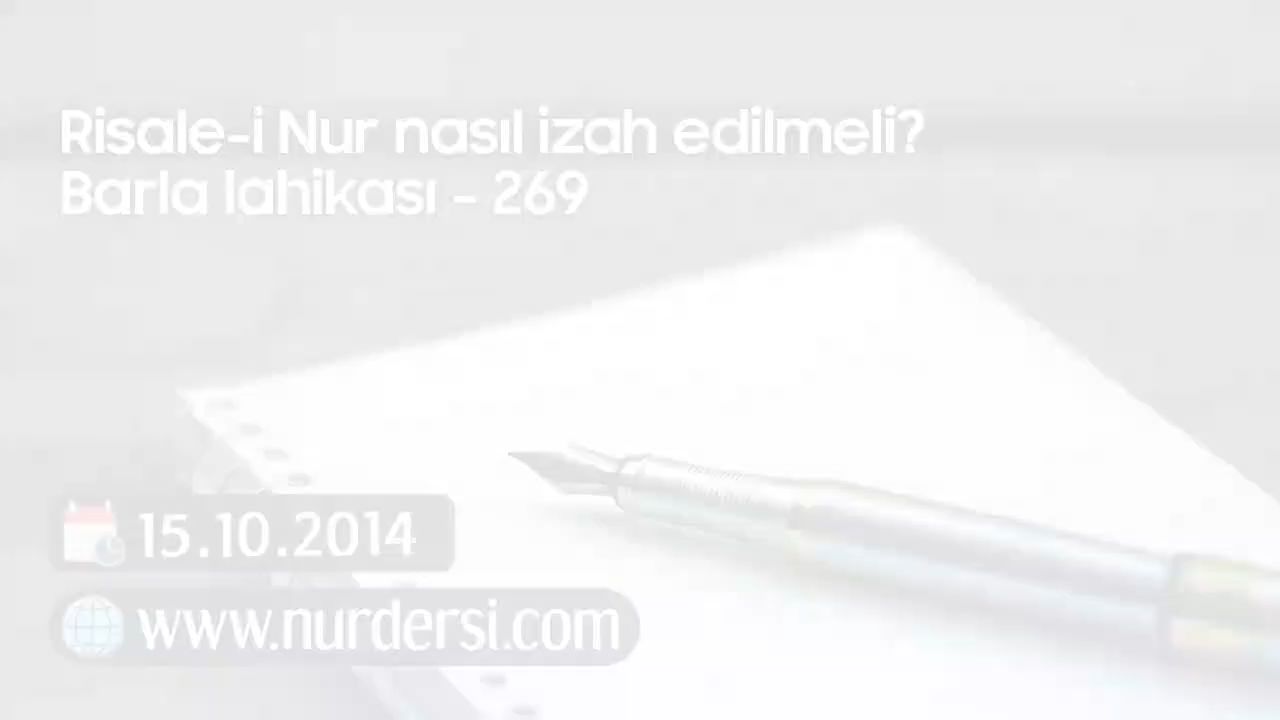 Risale-i Nur nasıl izah edilmeli?
Barla lahikası - 269
15.10.2014
www.nurdersi.com